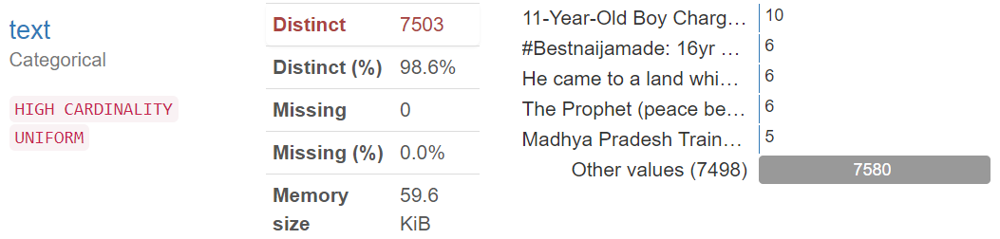 text
Categorical
HIGH CARDINALITY
UNIFORM
Distinct 7503
Distinct (%) 98.6%
Missing 0
Missing (%) 0.0%
Memory size 59.6 KiB
11-Year-Old Boy Charg… 10
#Bestnaijamade: 16yr … 6
He came to a land whi… 6
The Prophet (peace be… 6
Madhya Pradesh Train… 5
Other values (7498) 7580